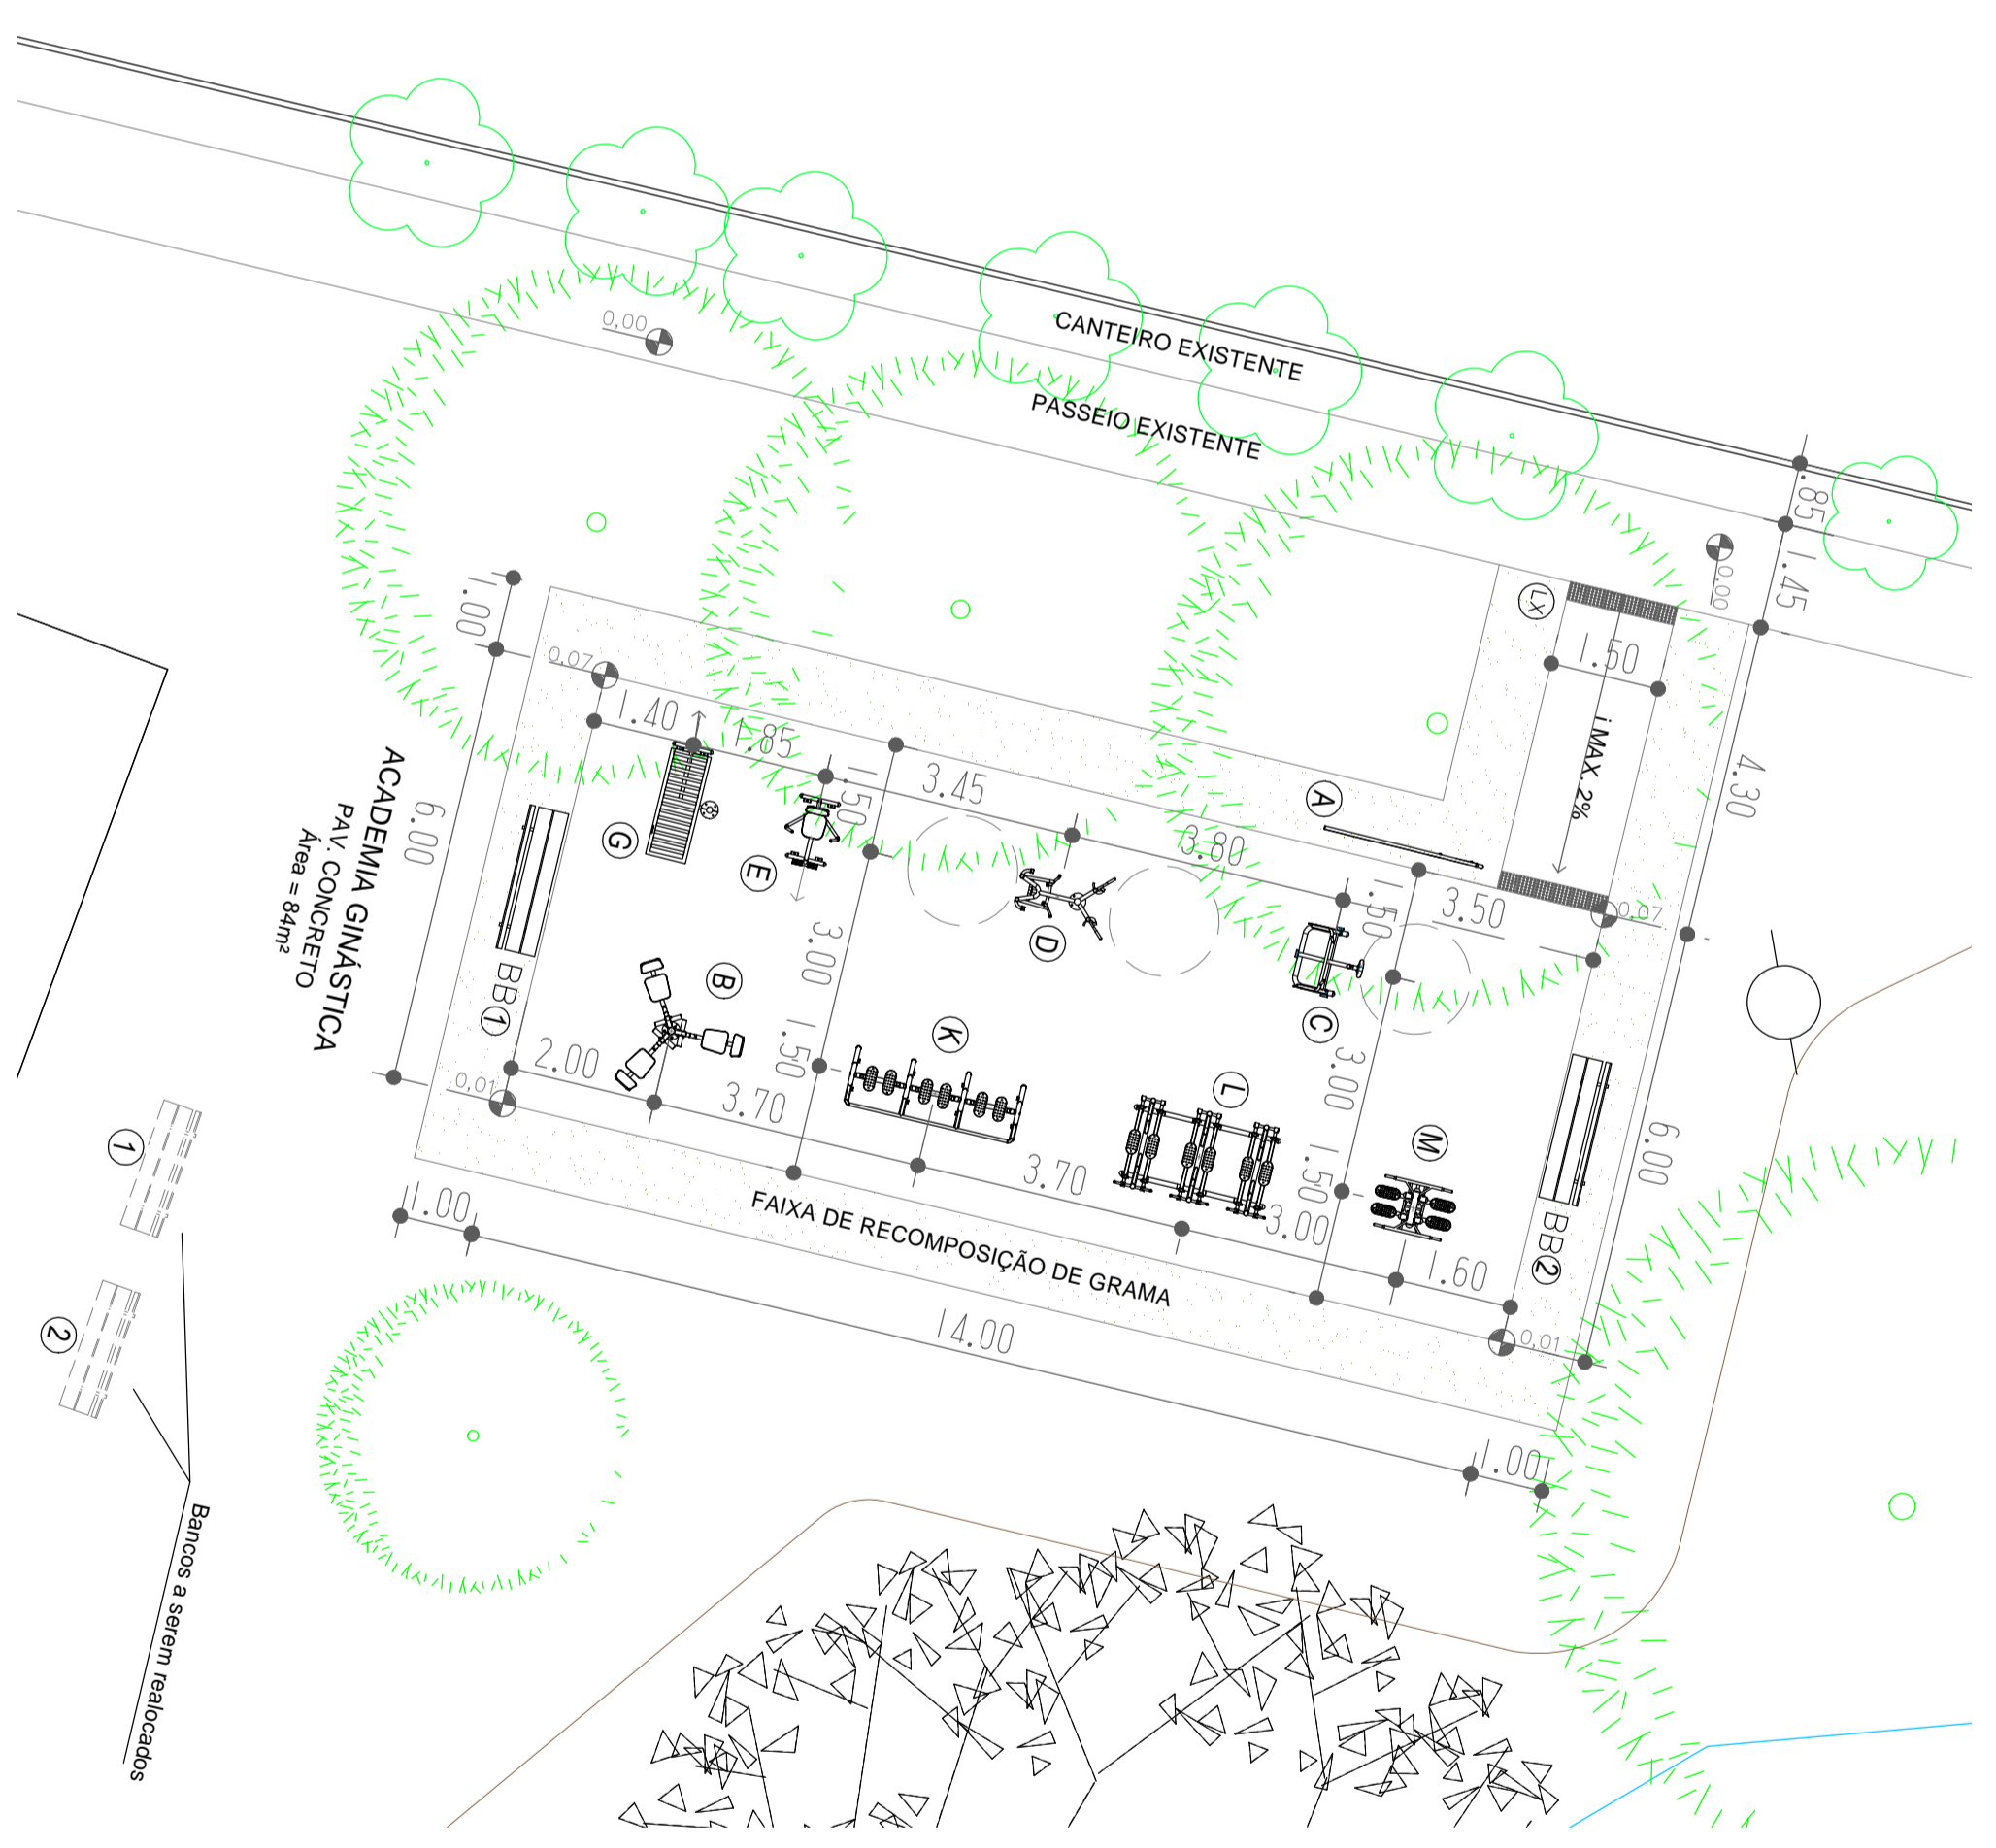 CANTEIRO EXISTENTE
PASSEIO EXISTENTE
0,00
.85
1.45
0,00
LX
1.50
i MAX. 2%
4.30
1.00
0,07
1.40
1.85
1.50
3.45
3.80
A
1.50
3.50
0,07
ACADEMIA GINÁSTICA
PAV. CONCRETO
Área = 84m²
6.00
G
E
D
C
3.00
B
BB1
K
L
M
3.00
2.00
3.70
1.50
0,01
3.70
1.50
3.00
1.60
6.00
BB2
0,01
1.00
FAIXA DE RECOMPOSIÇÃO DE GRAMA
14.00
1.00
1
2
Bancos a serem realocados